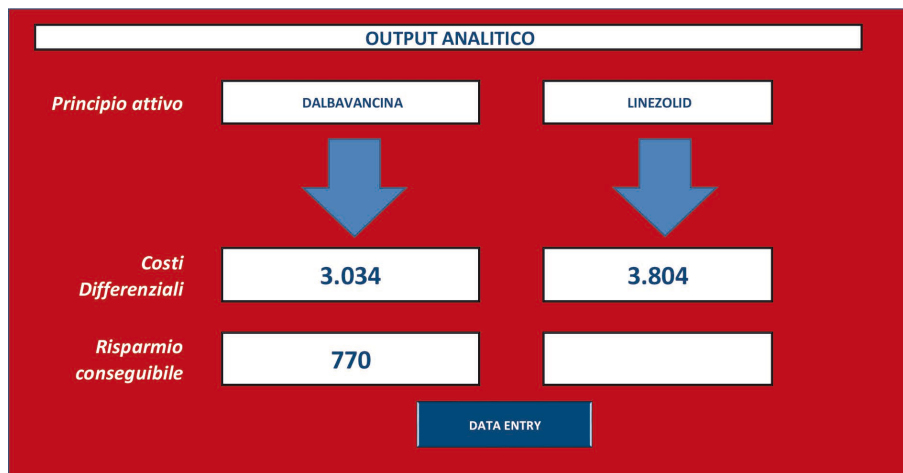 OUTPUT ANALITICO
Principio attivo
DALBAVANCINA
LINEZOLID
Costi
Differenziali
3.034
3.804
Risparmio
conseguibile
770
DATA ENTRY